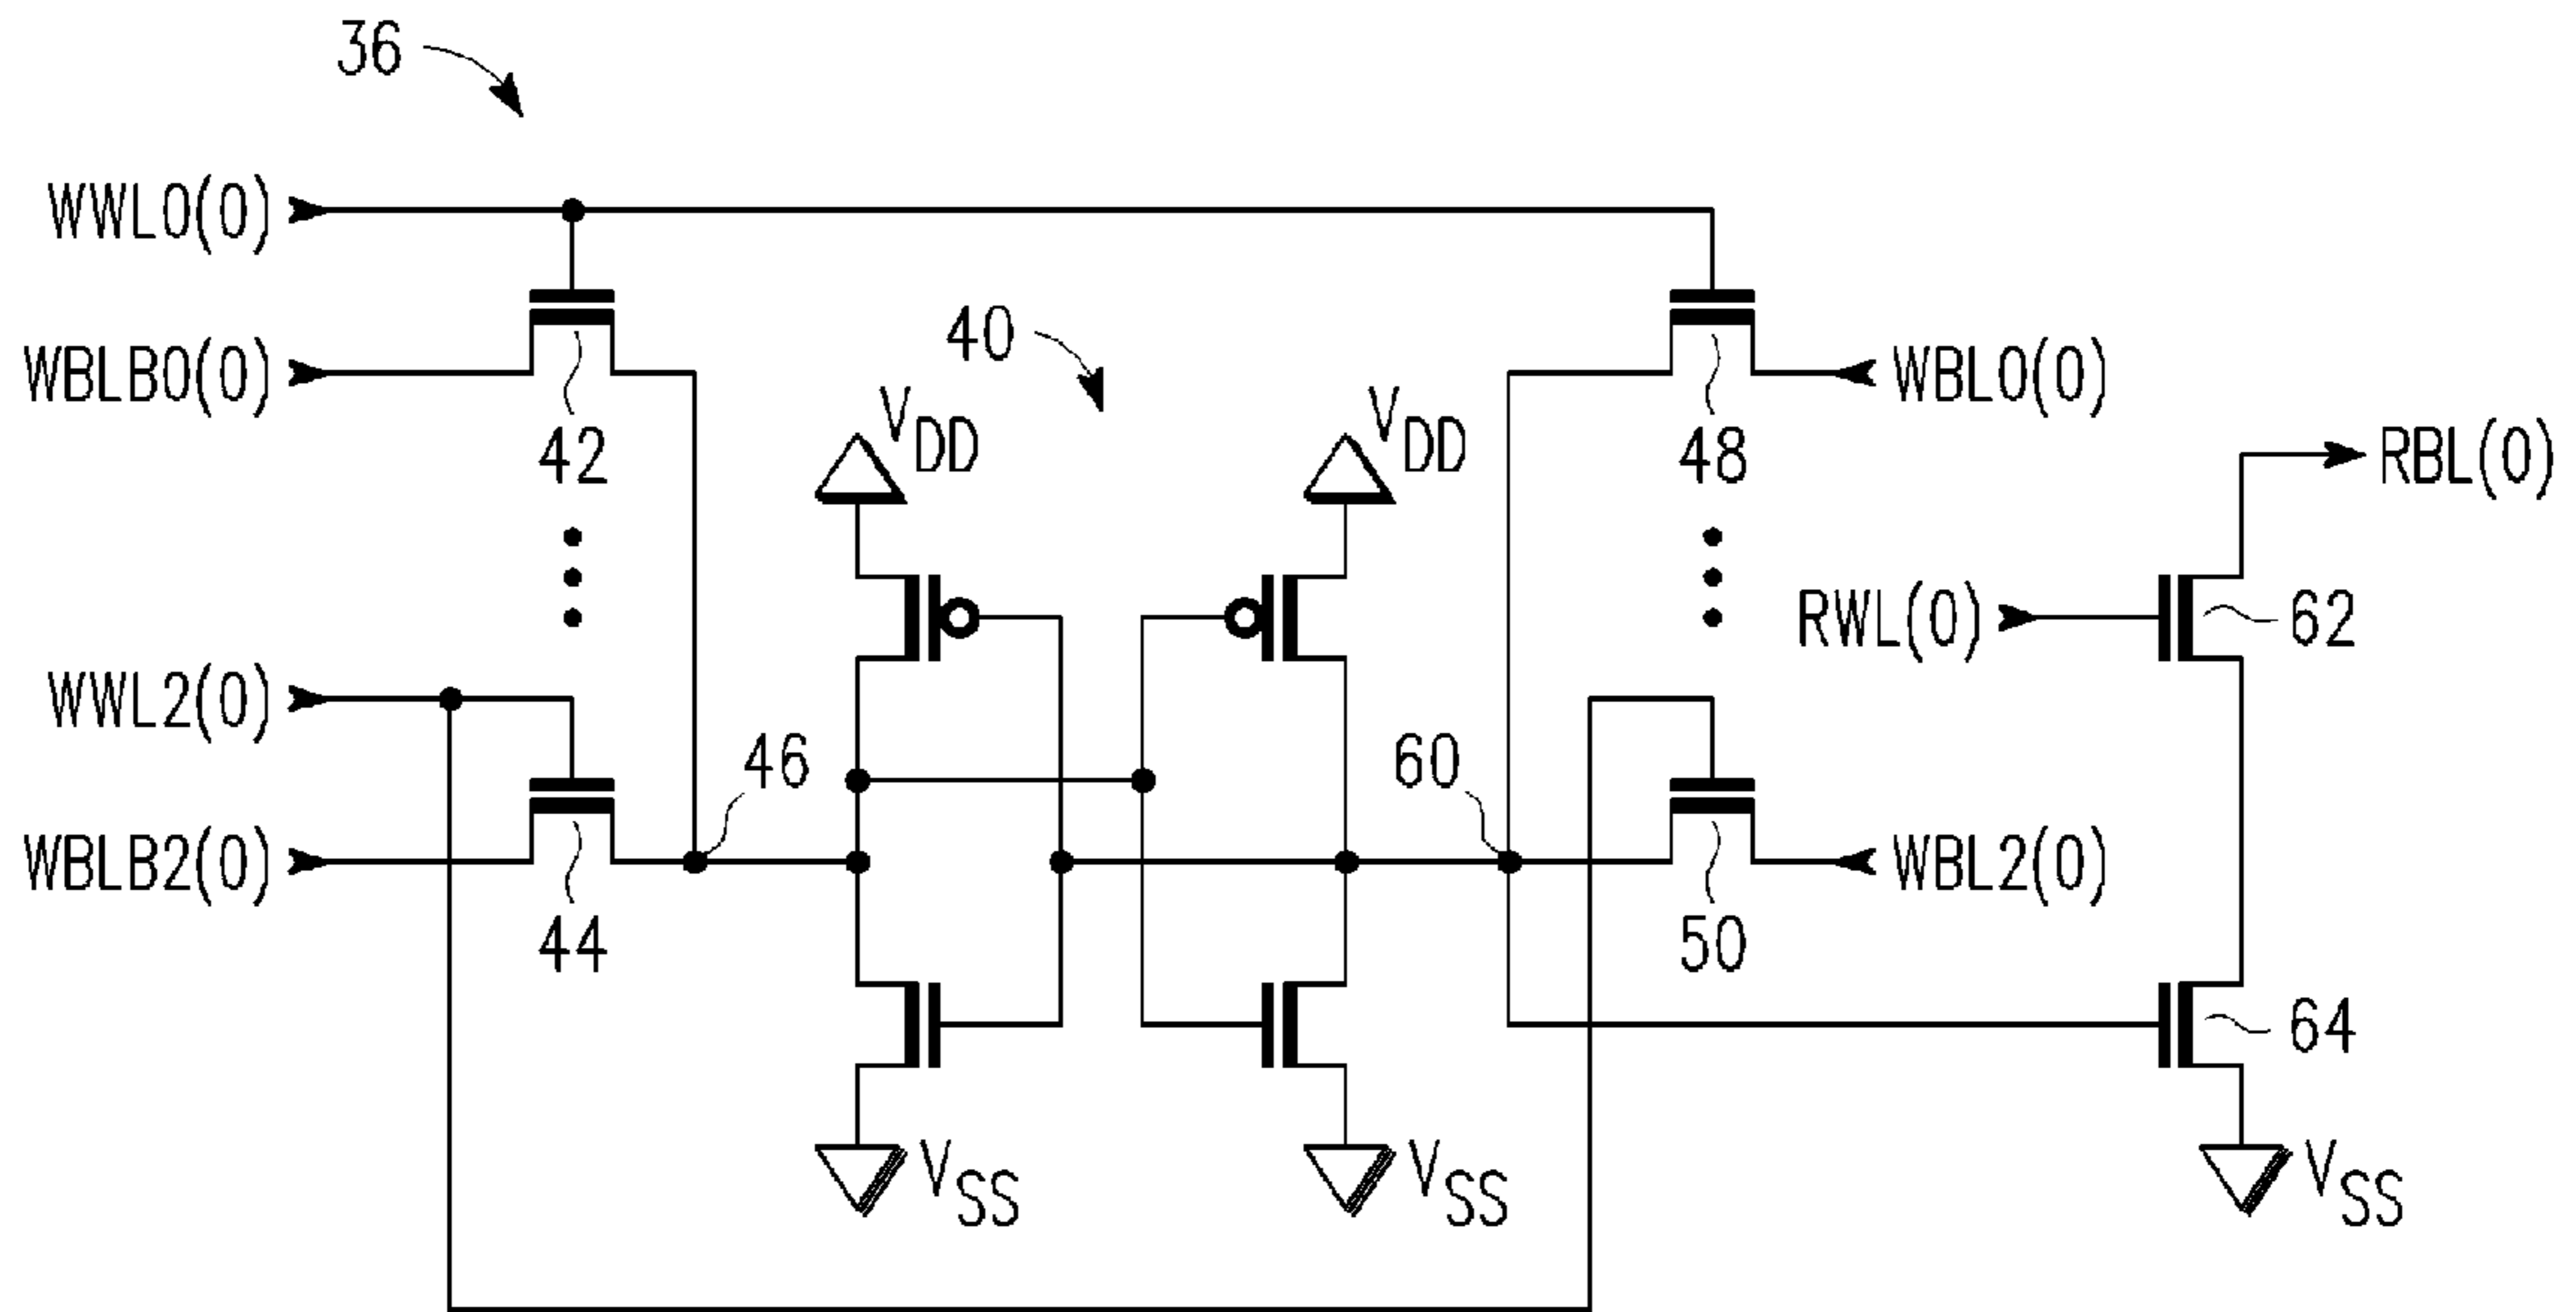 36
WWL0(0)
WBLB0(0)
42
40
VDD
VDD
48
WBL0(0)
RBL(0)
RWL(0)
62
WWL2(0)
46
60
WBLB2(0)
44
50
WBL2(0)
64
VSS
VSS
VSS